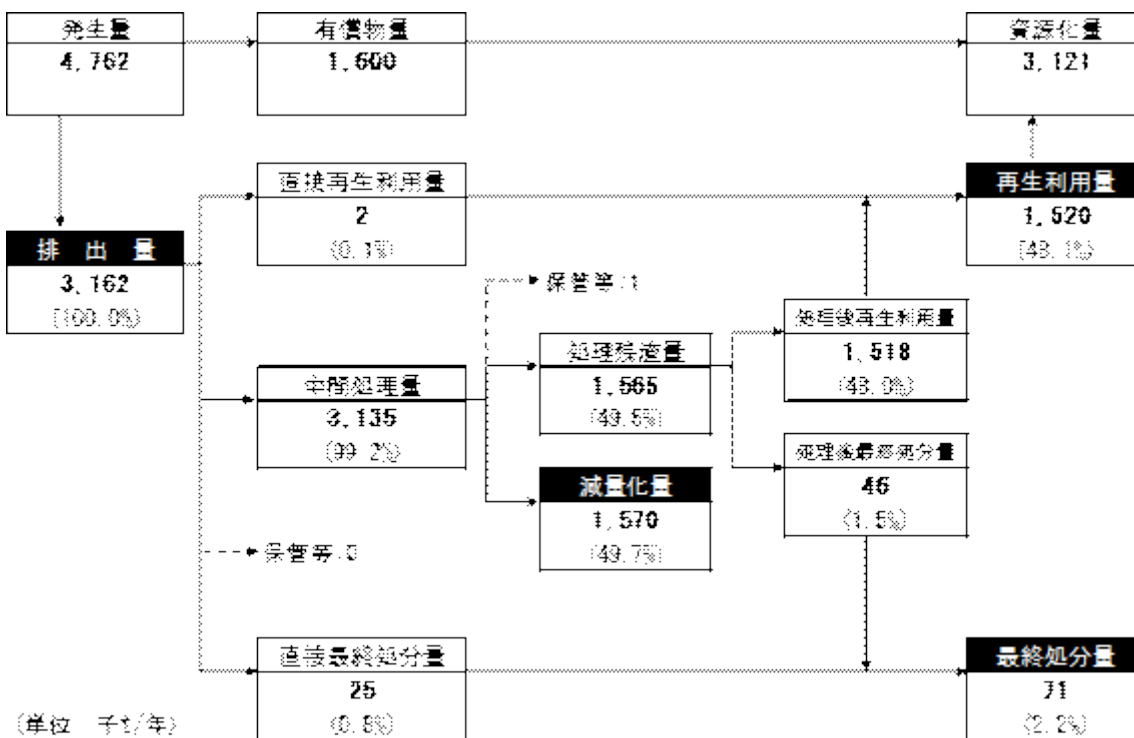 発生量
4,762
有償物量
1,600
資源化量
3,121
直接再生利用量
2
(0.1%)
再生利用量
1,520
(48.1%)
排出量
3,162
(100.0%)
保管等:1
処理後再生利用量
1,518
(48.0%)
処理残渣量
1,565
(49.5%)
中間処理量
3,135
(99.2%)
処理後最終処分量
46
(1.5%)
減量化量
1,570
(49.7%)
保管等:0
直接最終処分量
25
(0.8%)
最終処分量
71
(2.2%)
(単位 千t/年)